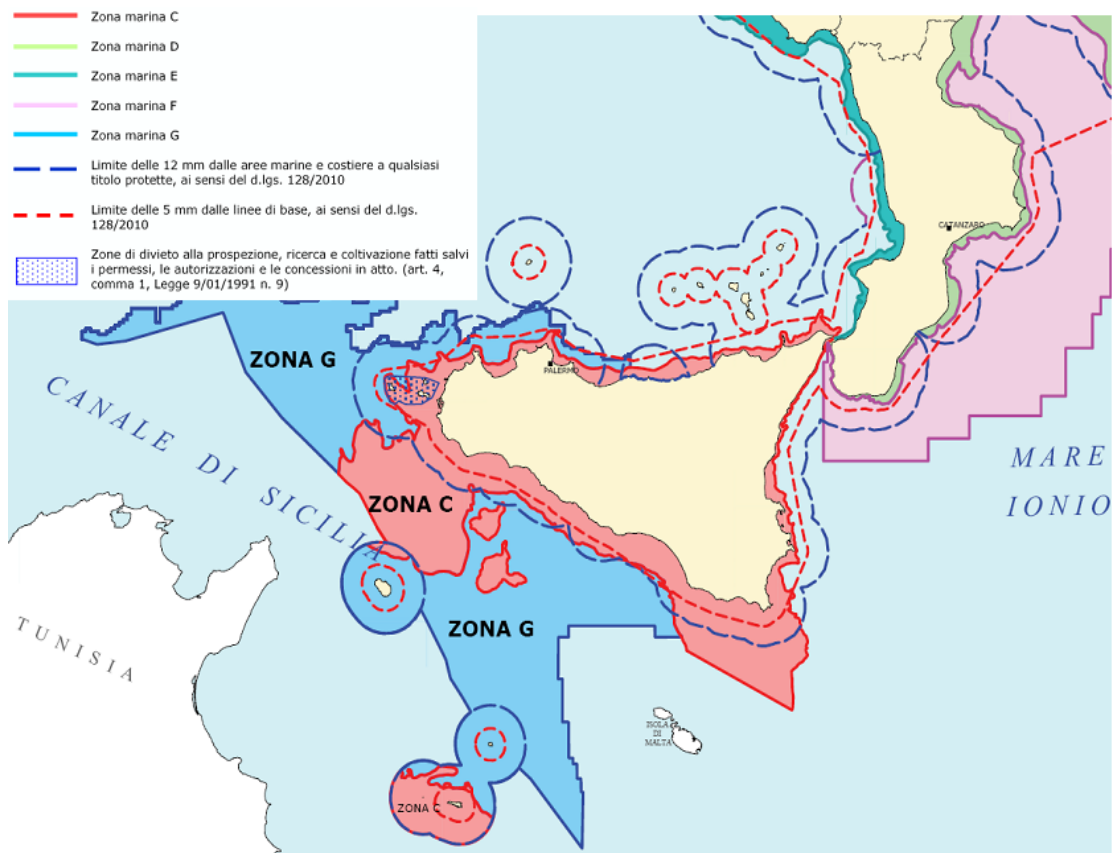 Zona marina C
Zona marina D
Zona marina E
Zona marina F
Zona marina G
Limite delle 12 mm dalle aree marine e costiere a qualsiasi
titolo protette, ai sensi del d.lgs. 128/2010
Limite delle 5 mm dalle linee di base, ai sensi del d.lgs.
128/2010
Zone di divieto alla prospezione, ricerca e coltivazione fatti salvi
i permessi, le autorizzazioni e le concessioni in atto. (art. 4,
comma 1, Legge 9/01/1991 n. 9)
CATANZARO
ZONA G
PALERMO
CANALE DI SICILIA
MARE
IONIO
ZONA C
ZONA G
TUNISIA
ISOLA
DI
MALTA
ZONA C